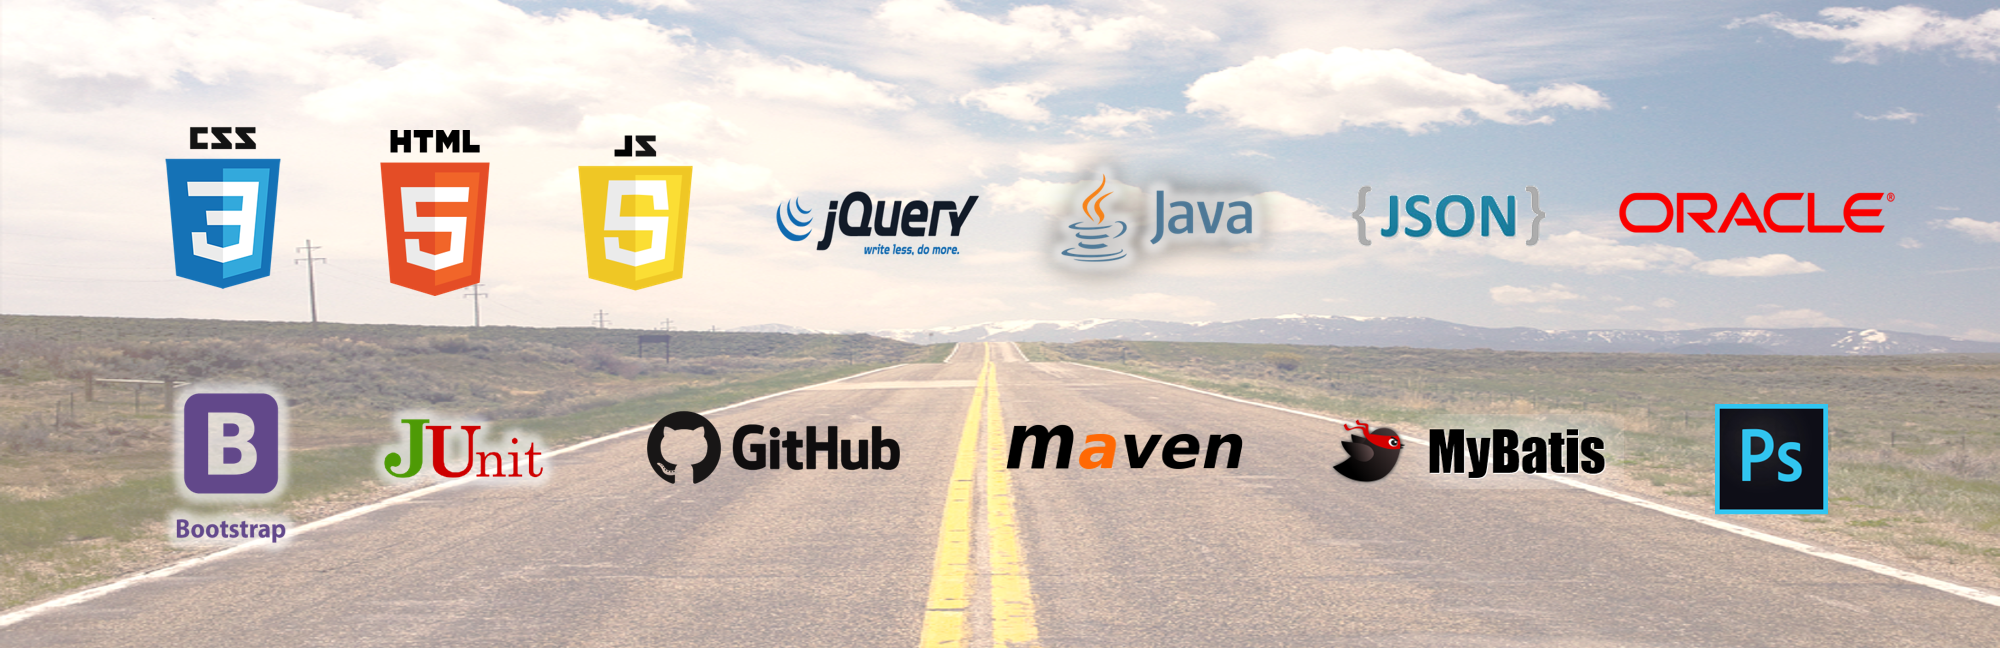 CSS
3
HTML
5
JS
5
jQuery
write less, do more.
Java
{JSON}
ORACLE®
B
Bootstrap
JUnit
GitHub
maven
MyBatis
Ps